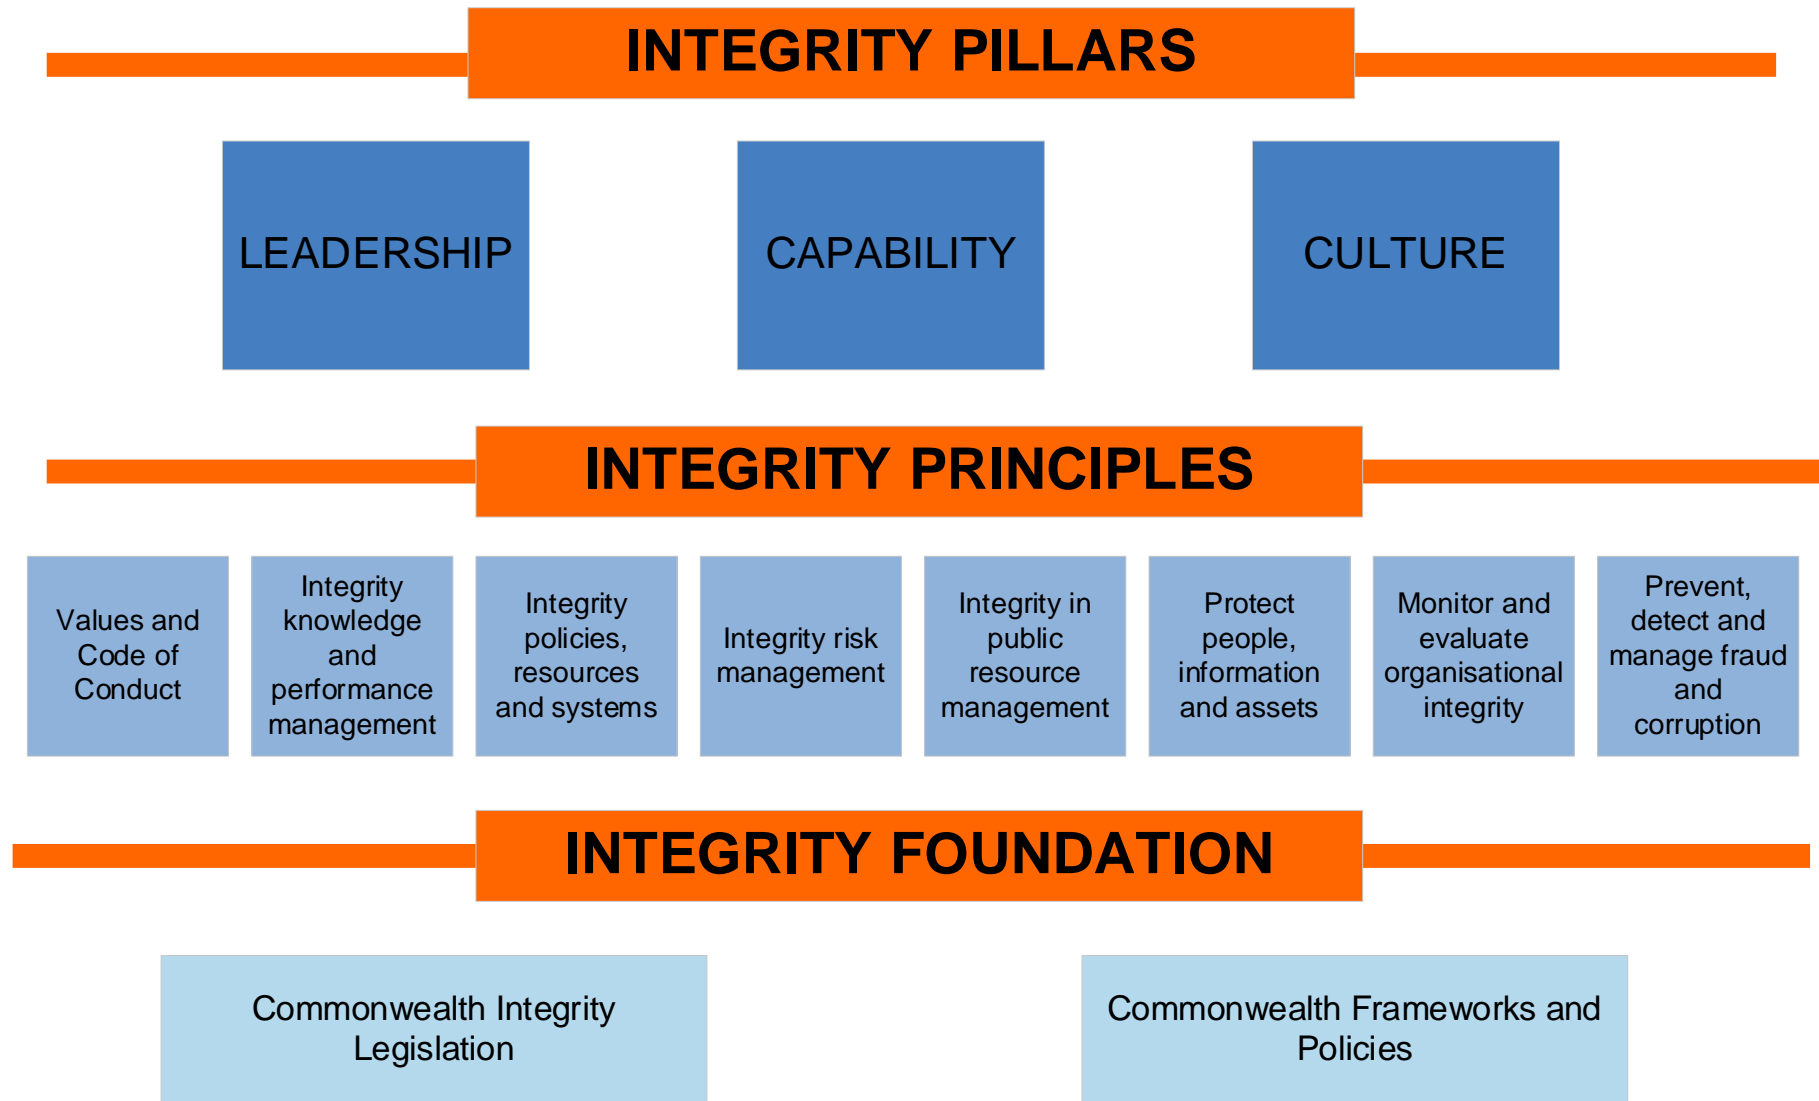 INTEGRITY PILLARS
LEADERSHIP
CAPABILITY
CULTURE
INTEGRITY PRINCIPLES
Values and
Code of
Conduct
Integrity
knowledge
and
performance
management
Integrity
policies,
resources
and systems
Integrity risk
management
Integrity in
public
resource
management
Protect
people,
information
and assets
Monitor and
evaluate
organisational
integrity
Prevent,
detect and
manage fraud
and
corruption
INTEGRITY FOUNDATION
Commonwealth Integrity
Legislation
Commonwealth Frameworks and
Policies